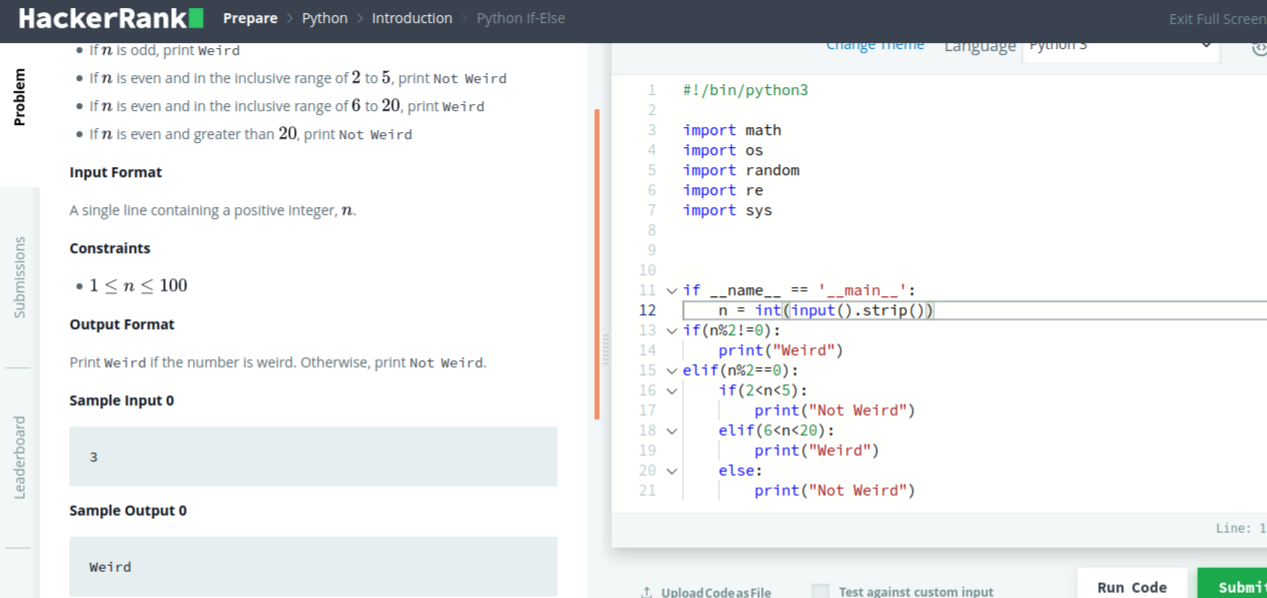 HackerRank Prepare > Python > Introduction > Python If-Else Exit Full Screen
Problem
Submissions
Leaderboard
• If n is odd, print Weird
• If n is even and in the inclusive range of 2 to 5, print Not Weird
• If n is even and in the inclusive range of 6 to 20, print Weird
• If n is even and greater than 20, print Not Weird
Input Format
A single line containing a positive integer, n.
Constraints
• 1 ≤ n ≤ 100
Output Format
Print Weird if the number is weird. Otherwise, print Not Weird.
Sample Input 0
3
Sample Output 0
Weird
Change Theme Language Python 3
1 #!/bin/python3
2
3 import math
4 import os
5 import random
6 import re
7 import sys
8
9
10
11 if __name__ == '__main__':
12     n = int(input().strip())
13 if(n%2!=0):
14     print("Weird")
15 elif(n%2==0):
16     if(2<n<5):
17         print("Not Weird")
18     elif(6<n<20):
19         print("Weird")
20     else:
21         print("Not Weird")
Line: 1
Upload Code as File Test against custom input Run Code Submit